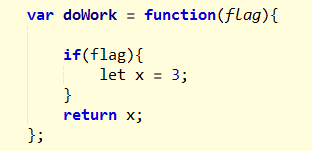 var doWork = function(flag){
if(flag){
let x = 3;
}
return x;
};